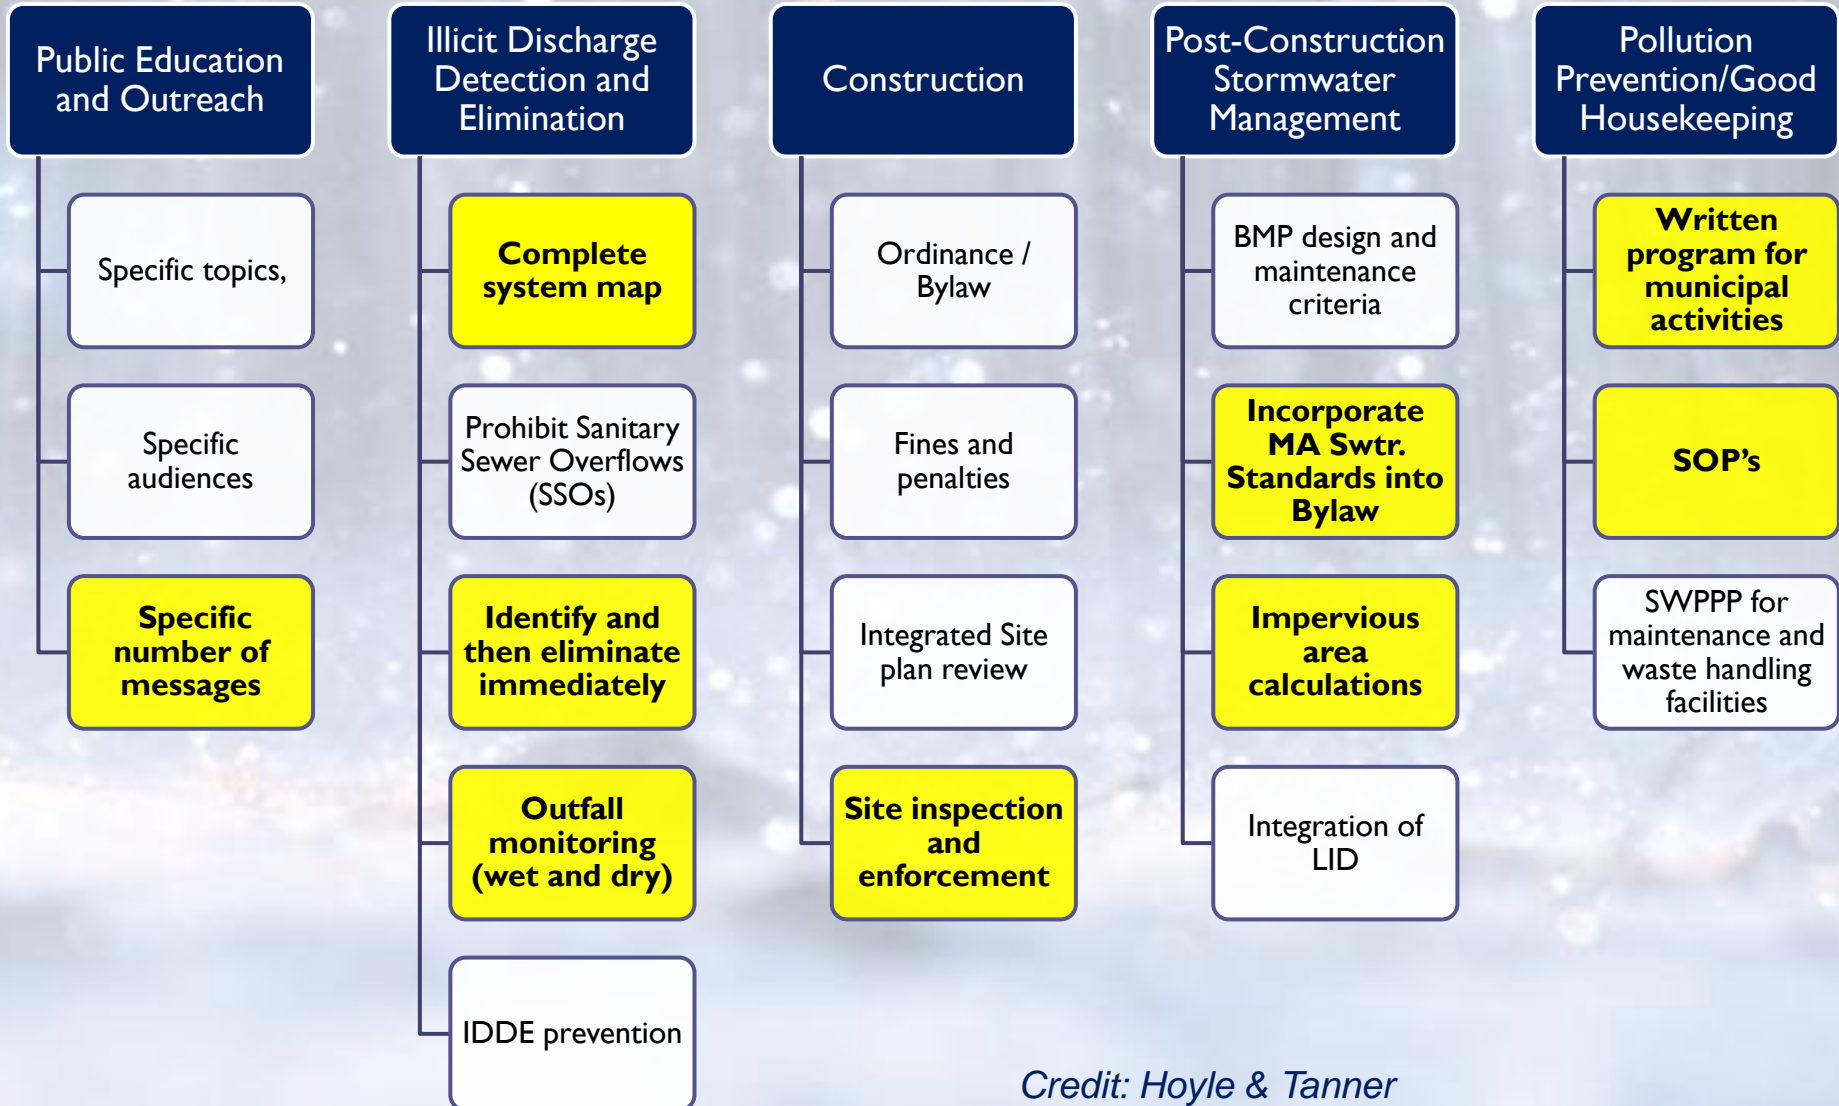 Public Education
and Outreach
Specific topics,
Specific
audiences
Specific
number of
messages
Illicit Discharge
Detection and
Elimination
Complete
system map
Prohibit Sanitary
Sewer Overflows
(SSOs)
Identify and
then eliminate
immediately
Outfall
monitoring
(wet and dry)
IDDE prevention
Construction
Ordinance /
Bylaw
Fines and
penalties
Integrated Site
plan review
Site inspection
and
enforcement
Post-Construction
Stormwater
Management
BMP design and
maintenance
criteria
Incorporate
MA Swtr.
Standards into
Bylaw
Impervious
area
calculations
Integration of
LID
Pollution
Prevention/Good
Housekeeping
Written
program for
municipal
activities
SOP's
SWPPP for
maintenance and
waste handling
facilities
Credit: Hoyle & Tanner